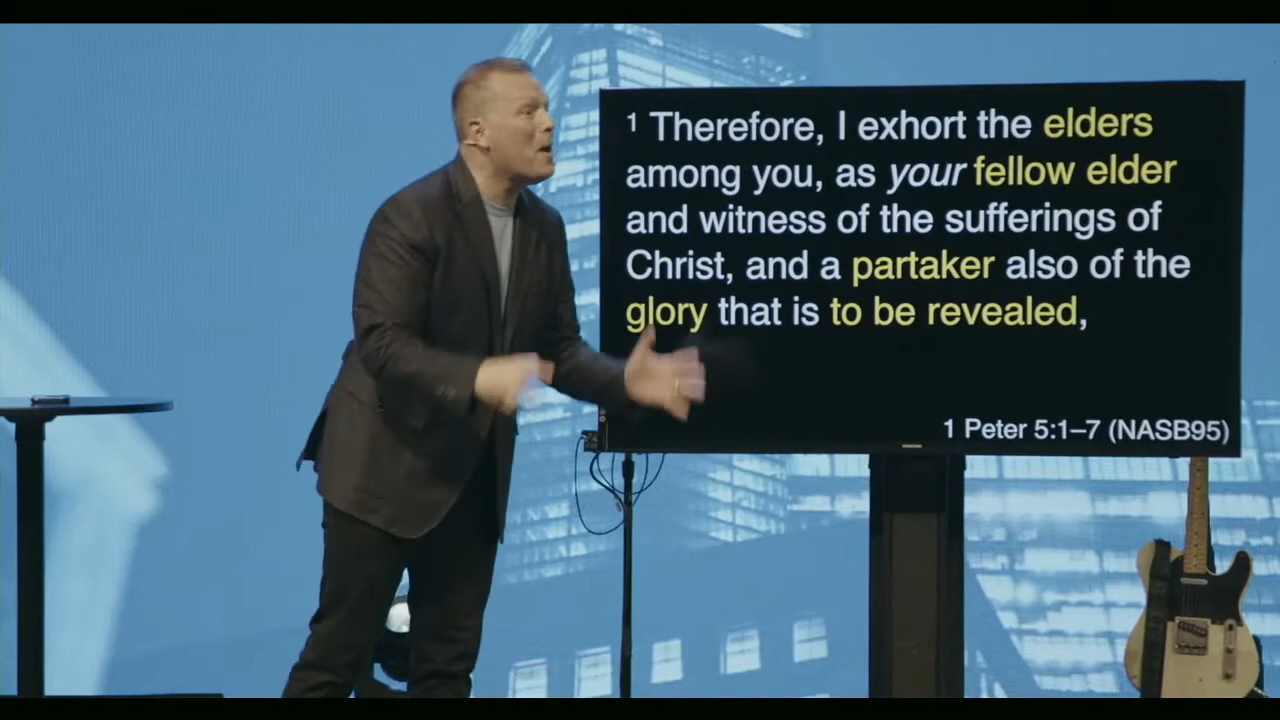 1 Therefore, I exhort the elders
among you, as your fellow elder
and witness of the sufferings of
Christ, and a partaker also of the
glory that is to be revealed,
1 Peter 5:1–7 (NASB95)